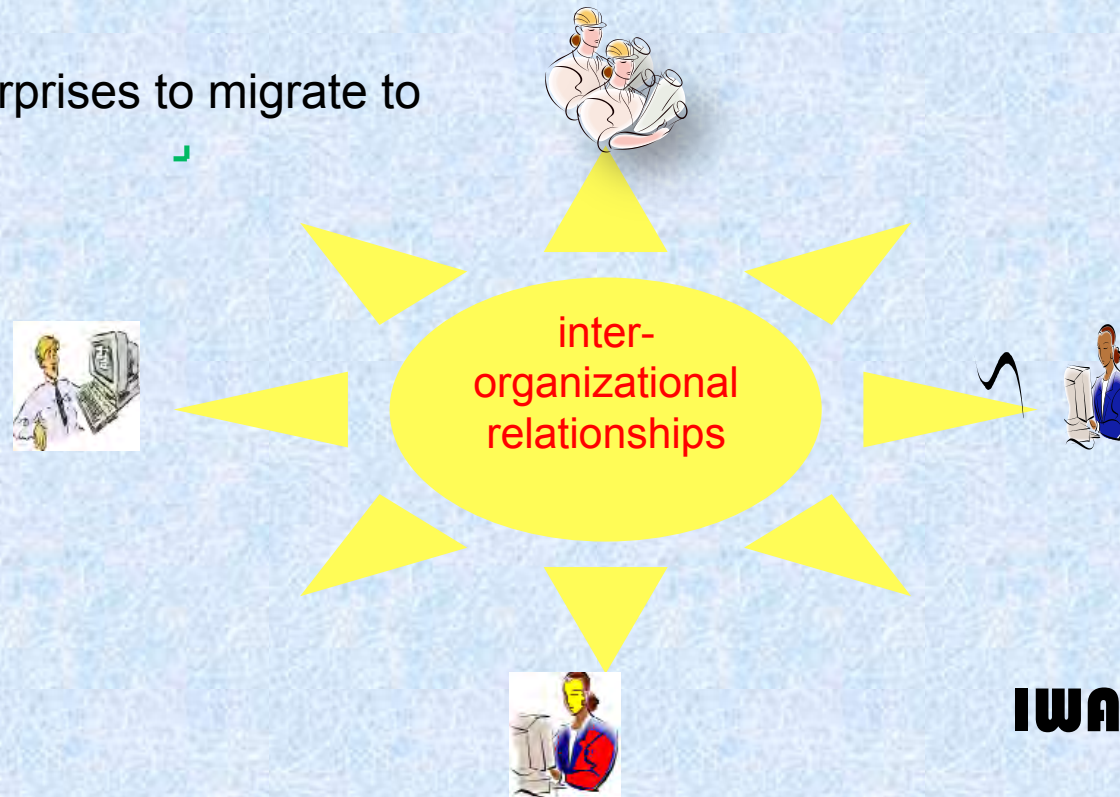 rprises to migrate to
inter-
organizational
relationships
IWA